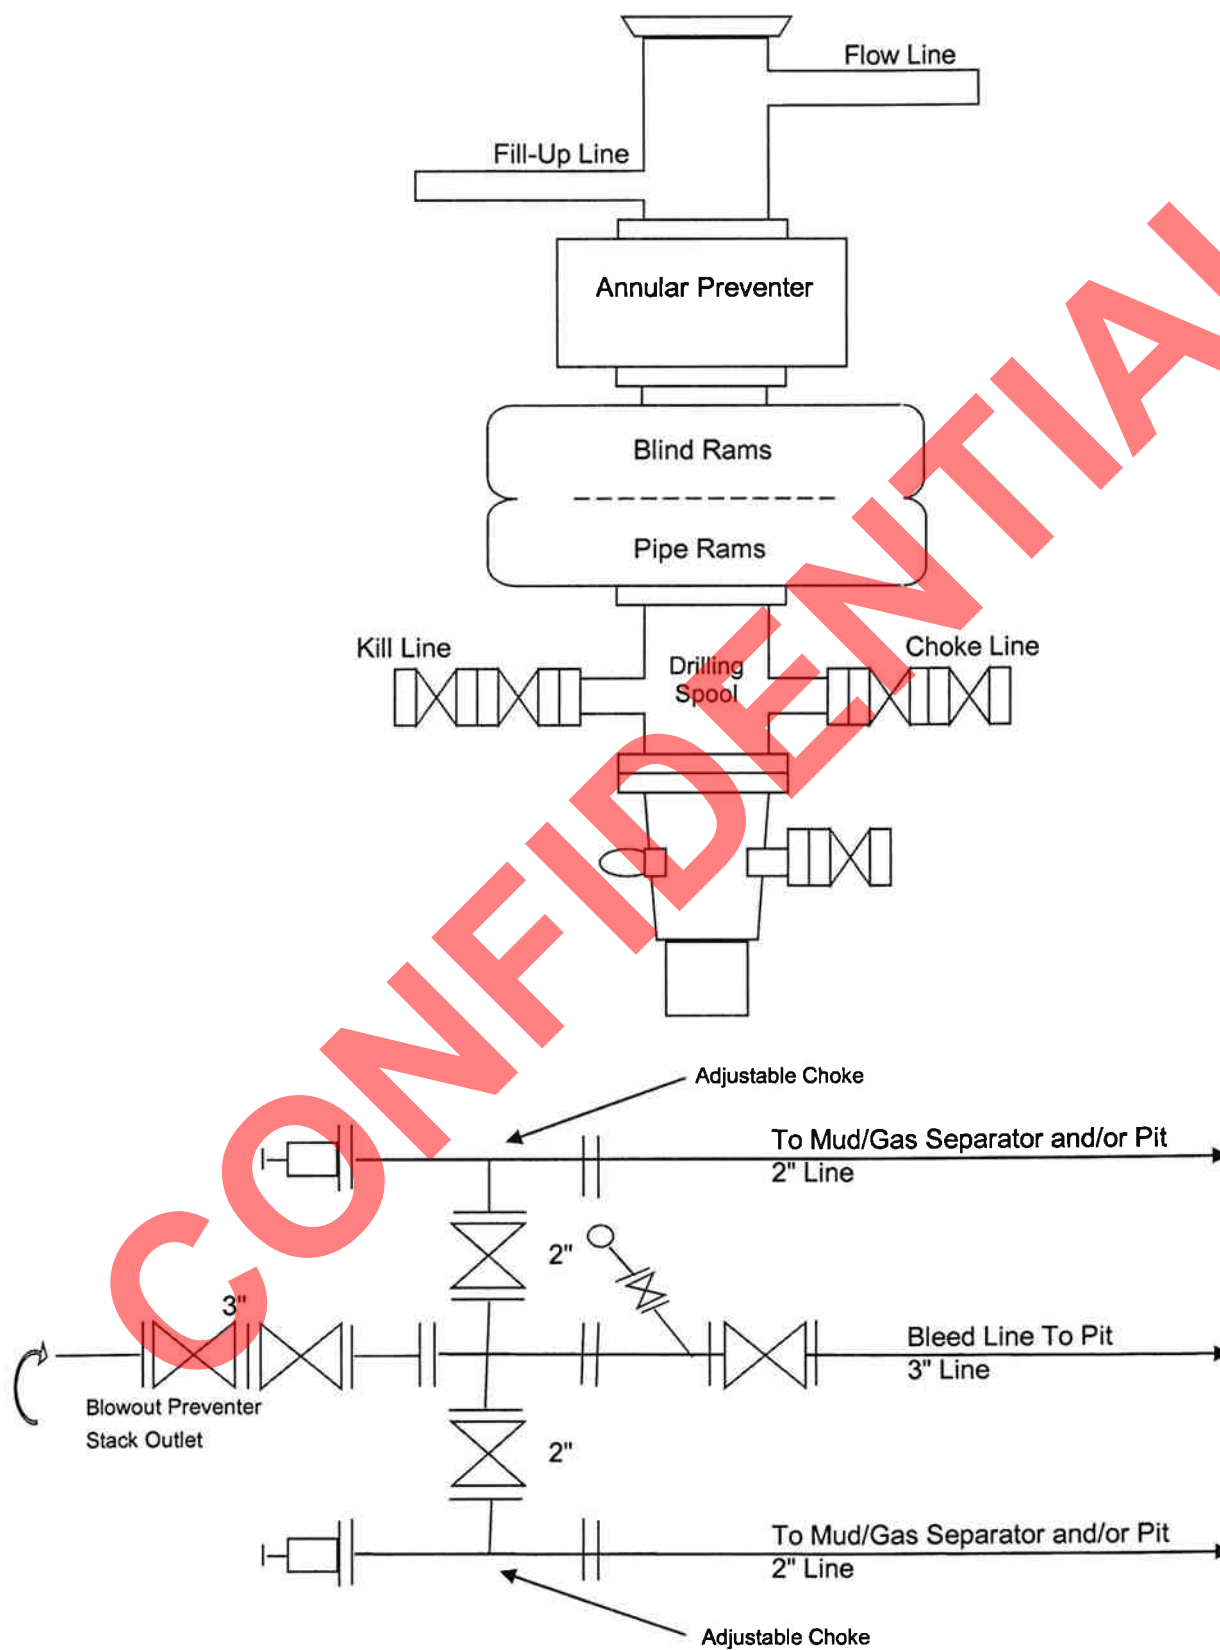 Flow Line
Fill-Up Line
Annular Preventer
Blind Rams
Pipe Rams
Kill Line
Choke Line
Drilling
Spool
CONFIDENTIAL
Adjustable Choke
To Mud/Gas Separator and/or Pit
2" Line
2"
3"
Bleed Line To Pit
3" Line
Blowout Preventer
Stack Outlet
2"
To Mud/Gas Separator and/or Pit
2" Line
Adjustable Choke